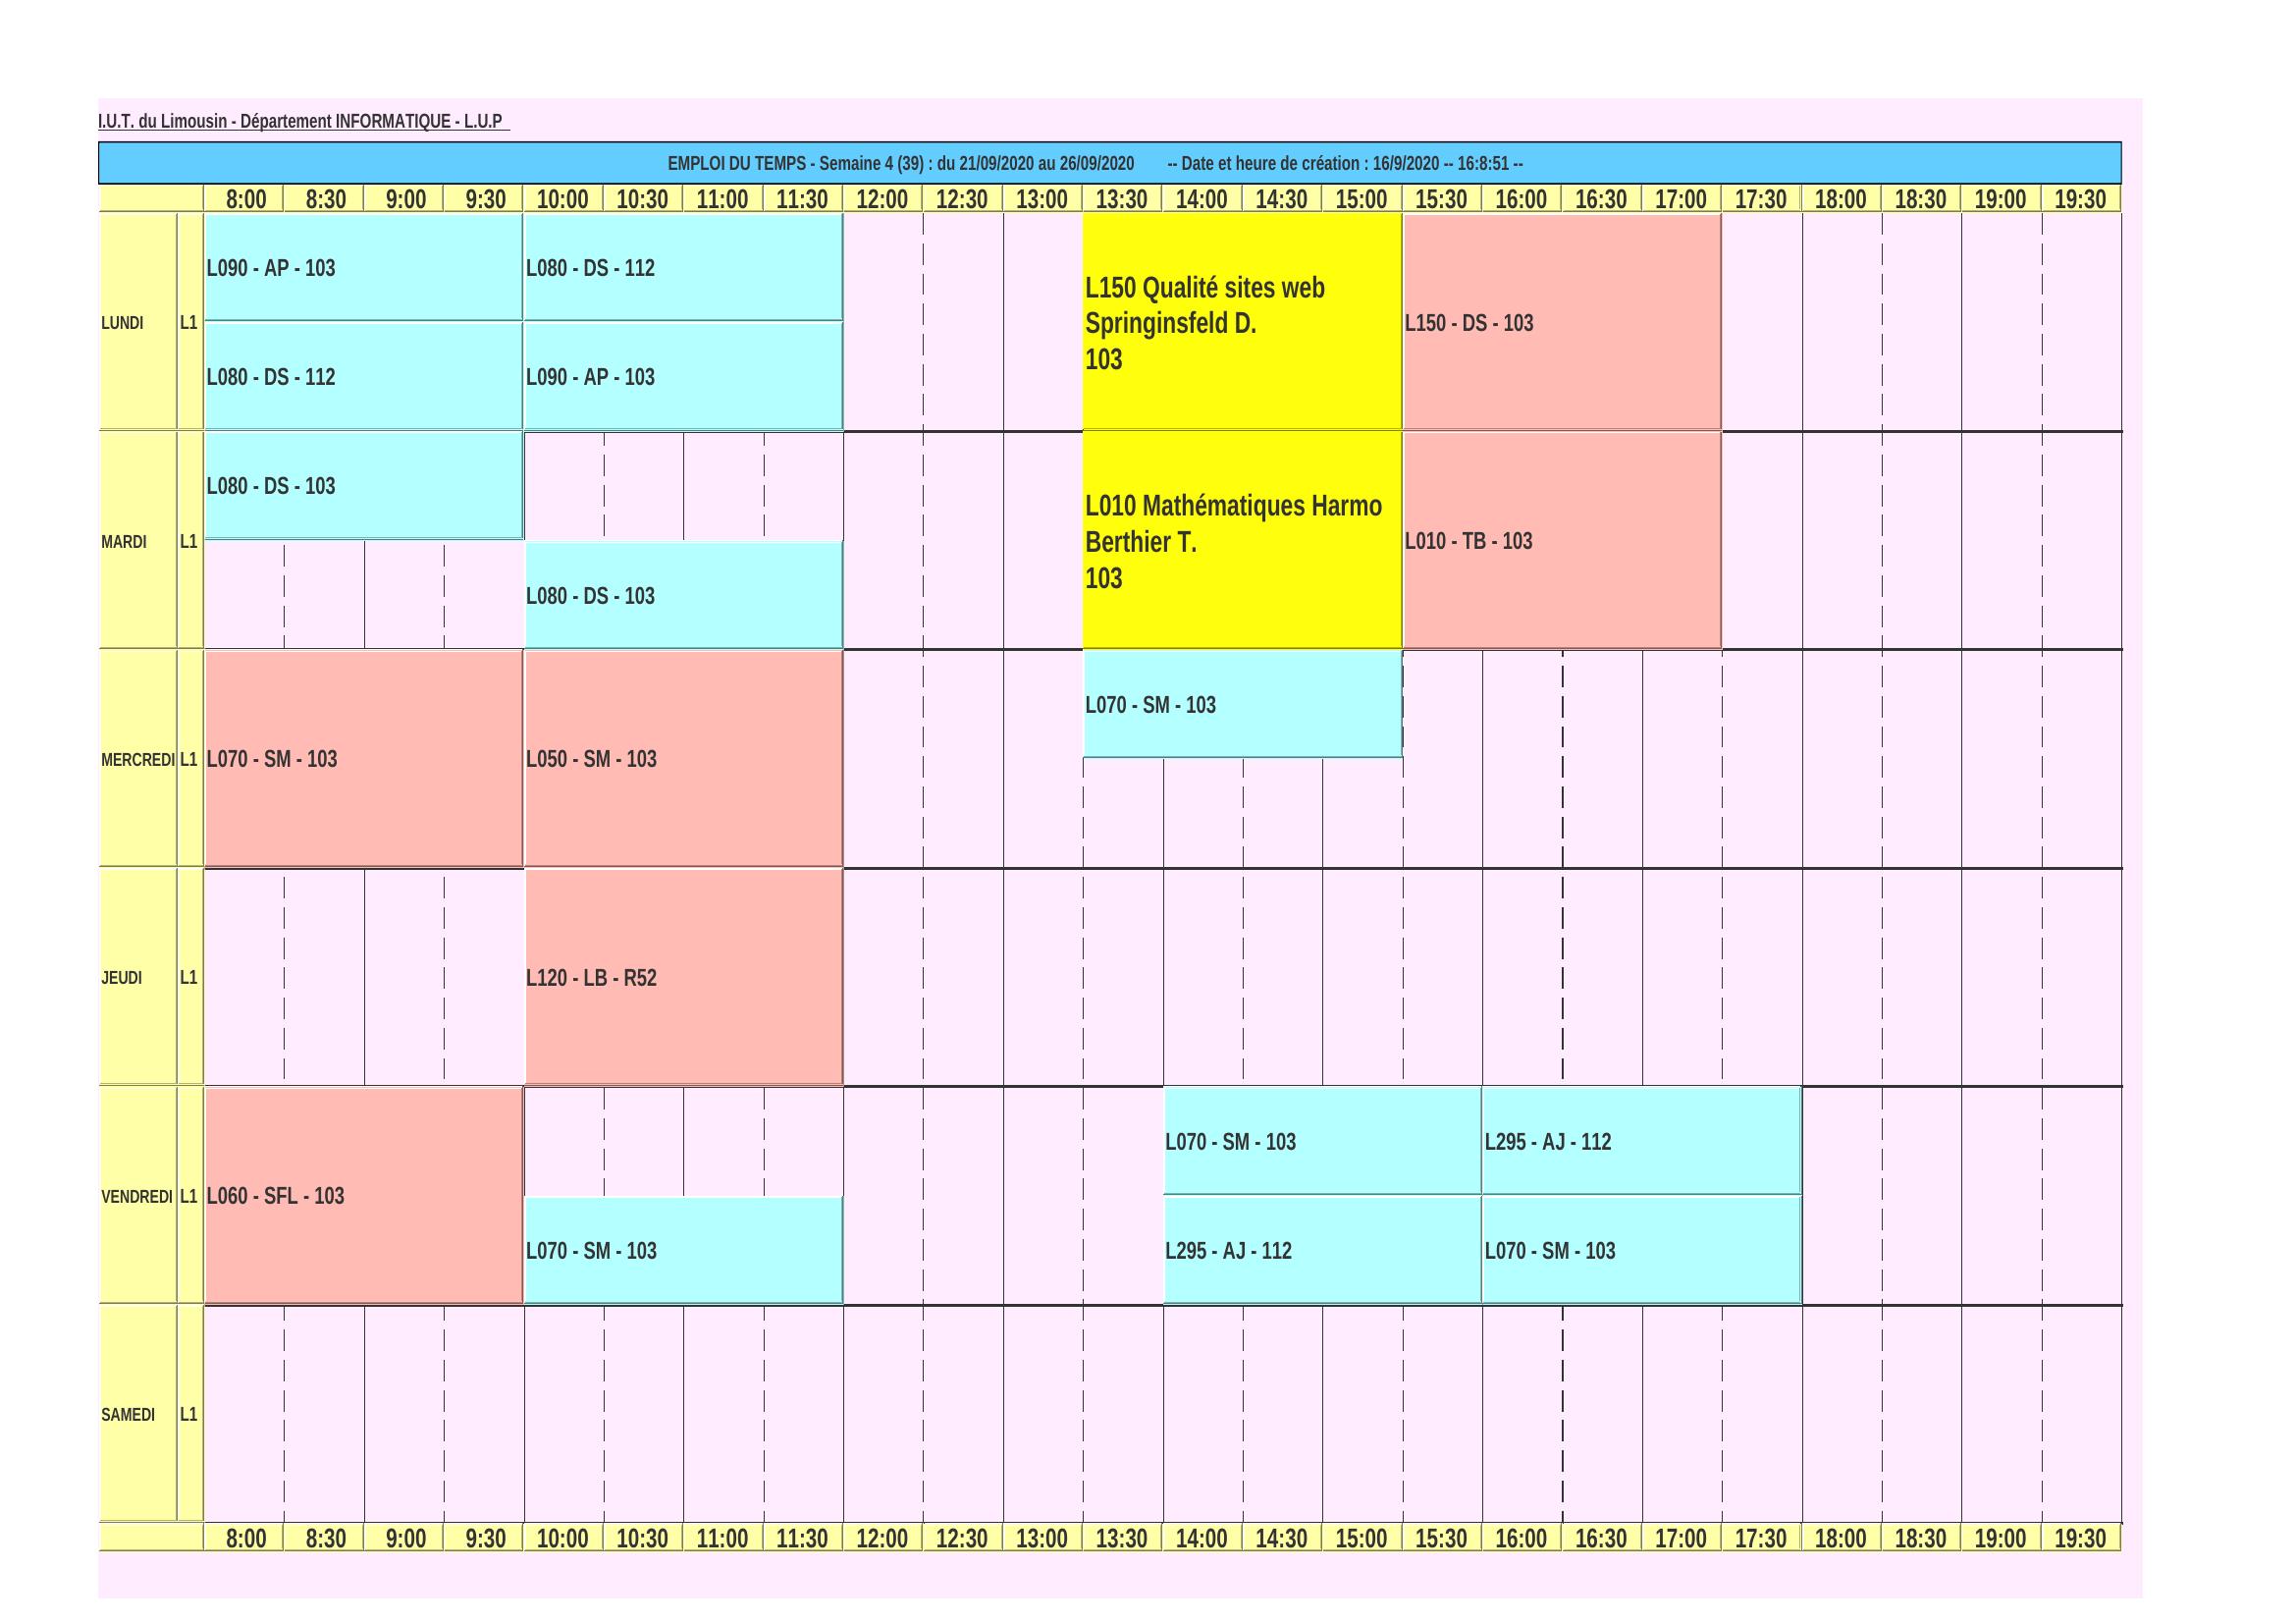 I.U.T. du Limousin - Département INFORMATIQUE - L.U.P
EMPLOI DU TEMPS - Semaine 4 (39) : du 21/09/2020 au 26/09/2020 -- Date et heure de création : 16/9/2020 -- 16:8:51 --
8:00 8:30 9:00 9:30 10:00 10:30 11:00 11:30 12:00 12:30 13:00 13:30 14:00 14:30 15:00 15:30 16:00 16:30 17:00 17:30 18:00 18:30 19:00 19:30
LUNDI L1
L090 - AP - 103
L080 - DS - 112
L080 - DS - 112
L090 - AP - 103
L150 Qualité sites web
Springinsfeld D.
103
L150 - DS - 103
MARDI L1
L080 - DS - 103
L080 - DS - 103
L010 Mathématiques Harmo
Berthier T.
103
L010 - TB - 103
MERCREDI L1
L070 - SM - 103
L050 - SM - 103
L070 - SM - 103
JEUDI L1
L120 - LB - R52
VENDREDI L1
L060 - SFL - 103
L070 - SM - 103
L070 - SM - 103
L295 - AJ - 112
L295 - AJ - 112
L070 - SM - 103
SAMEDI L1
8:00 8:30 9:00 9:30 10:00 10:30 11:00 11:30 12:00 12:30 13:00 13:30 14:00 14:30 15:00 15:30 16:00 16:30 17:00 17:30 18:00 18:30 19:00 19:30